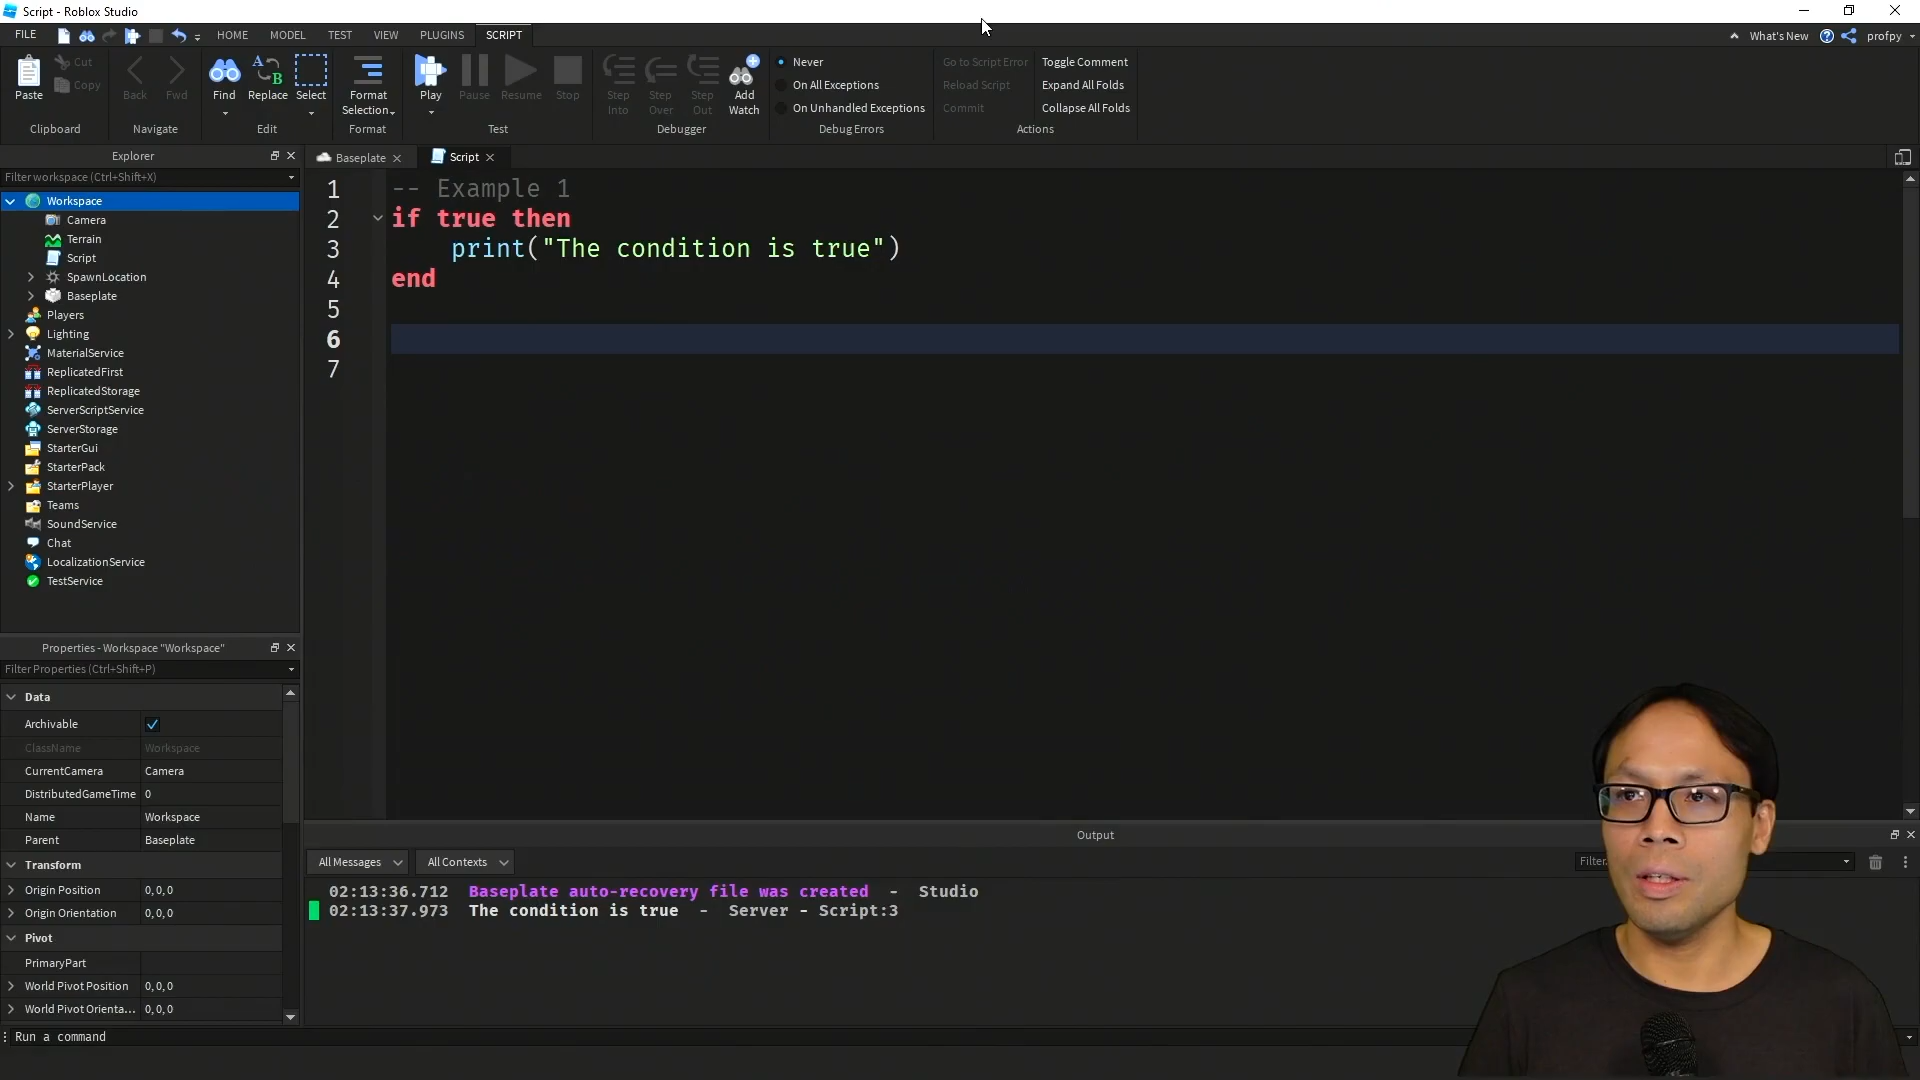 Script - Roblox Studio
FILE
HOME MODEL TEST VIEW PLUGINS SCRIPT
What's New
profpy
Paste
Cut
Copy
Clipboard
Back Fwd
Navigate
Find Replace Select
Edit
Format
Selection
Format
Play Pause Resume Stop
Test
Step
Into
Step
Over
Step
Out
Add
Watch
Debugger
Never
On All Exceptions
On Unhandled Exceptions
Debug Errors
Go to Script Error
Reload Script
Commit
Toggle Comment
Expand All Folds
Collapse All Folds
Actions
Explorer
Filter workspace (Ctrl+Shift+X)
Workspace
Camera
Terrain
Script
SpawnLocation
Baseplate
Players
Lighting
MaterialService
ReplicatedFirst
ReplicatedStorage
ServerScriptService
ServerStorage
StarterGui
StarterPack
StarterPlayer
Teams
SoundService
Chat
LocalizationService
TestService
Properties - Workspace "Workspace"
Filter Properties (Ctrl+Shift+P)
Data
Archivable
ClassName Workspace
CurrentCamera Camera
DistributedGameTime 0
Name Workspace
Parent Baseplate
Transform
Origin Position 0, 0, 0
Origin Orientation 0, 0, 0
Pivot
PrimaryPart
World Pivot Position 0, 0, 0
World Pivot Orienta... 0, 0, 0
Baseplate
Script
1 -- Example 1
2 if true then
3 print("The condition is true")
4 end
5
6
7
Output
All Messages All Contexts
Filter
02:13:36.712 Baseplate auto-recovery file was created - Studio
02:13:37.973 The condition is true - Server - Script:3
Run a command